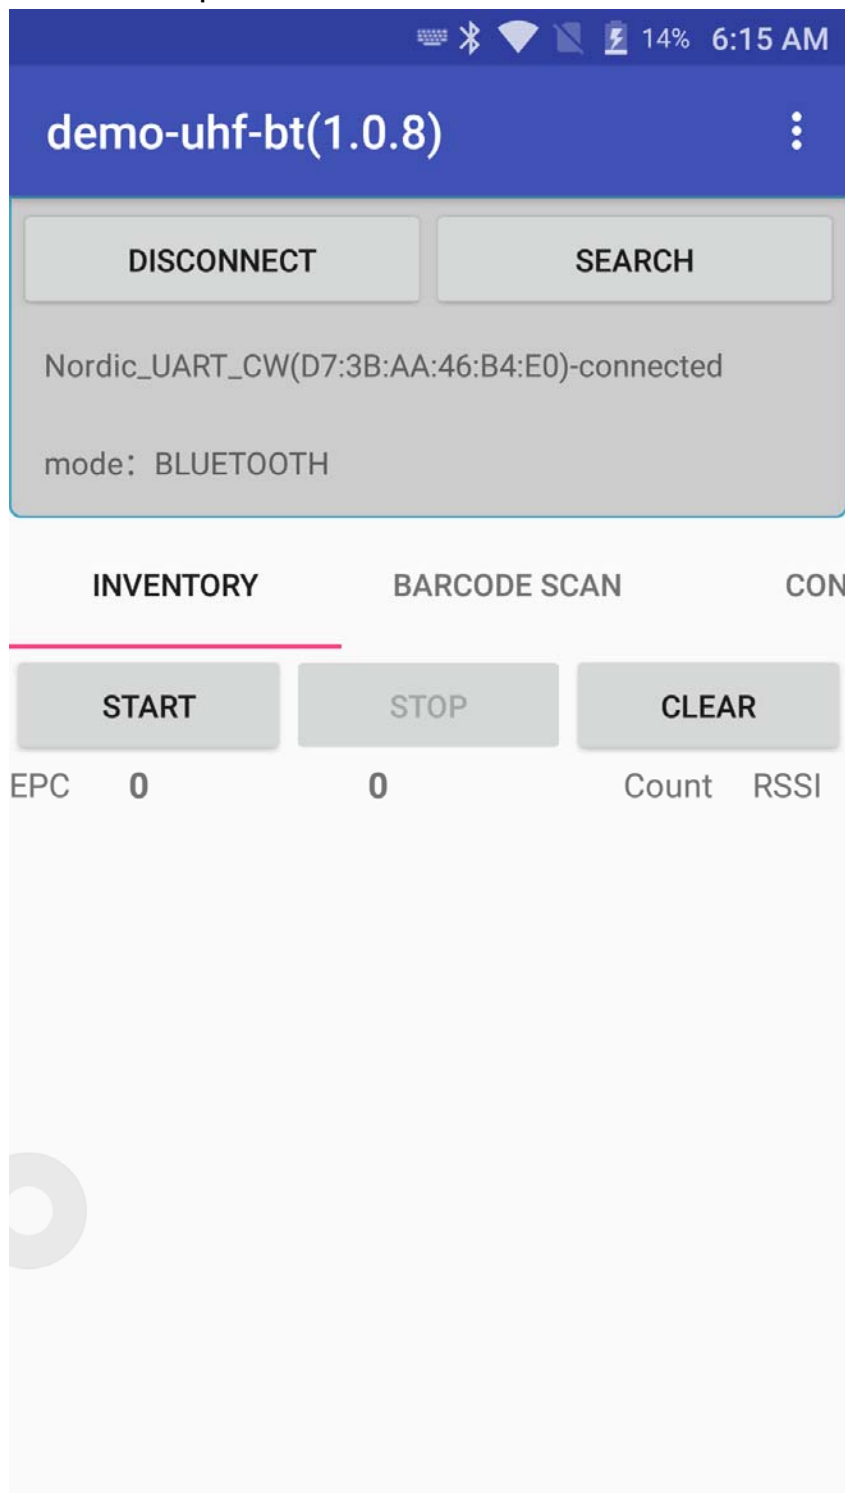 14% 6:15 AM
demo-uhf-bt(1.0.8)
DISCONNECT SEARCH
Nordic_UART_CW(D7:3B:AA:46:B4:E0)-connected
mode：BLUETOOTH
INVENTORY BARCODE SCAN CON
START STOP CLEAR
EPC 0 0 Count RSSI